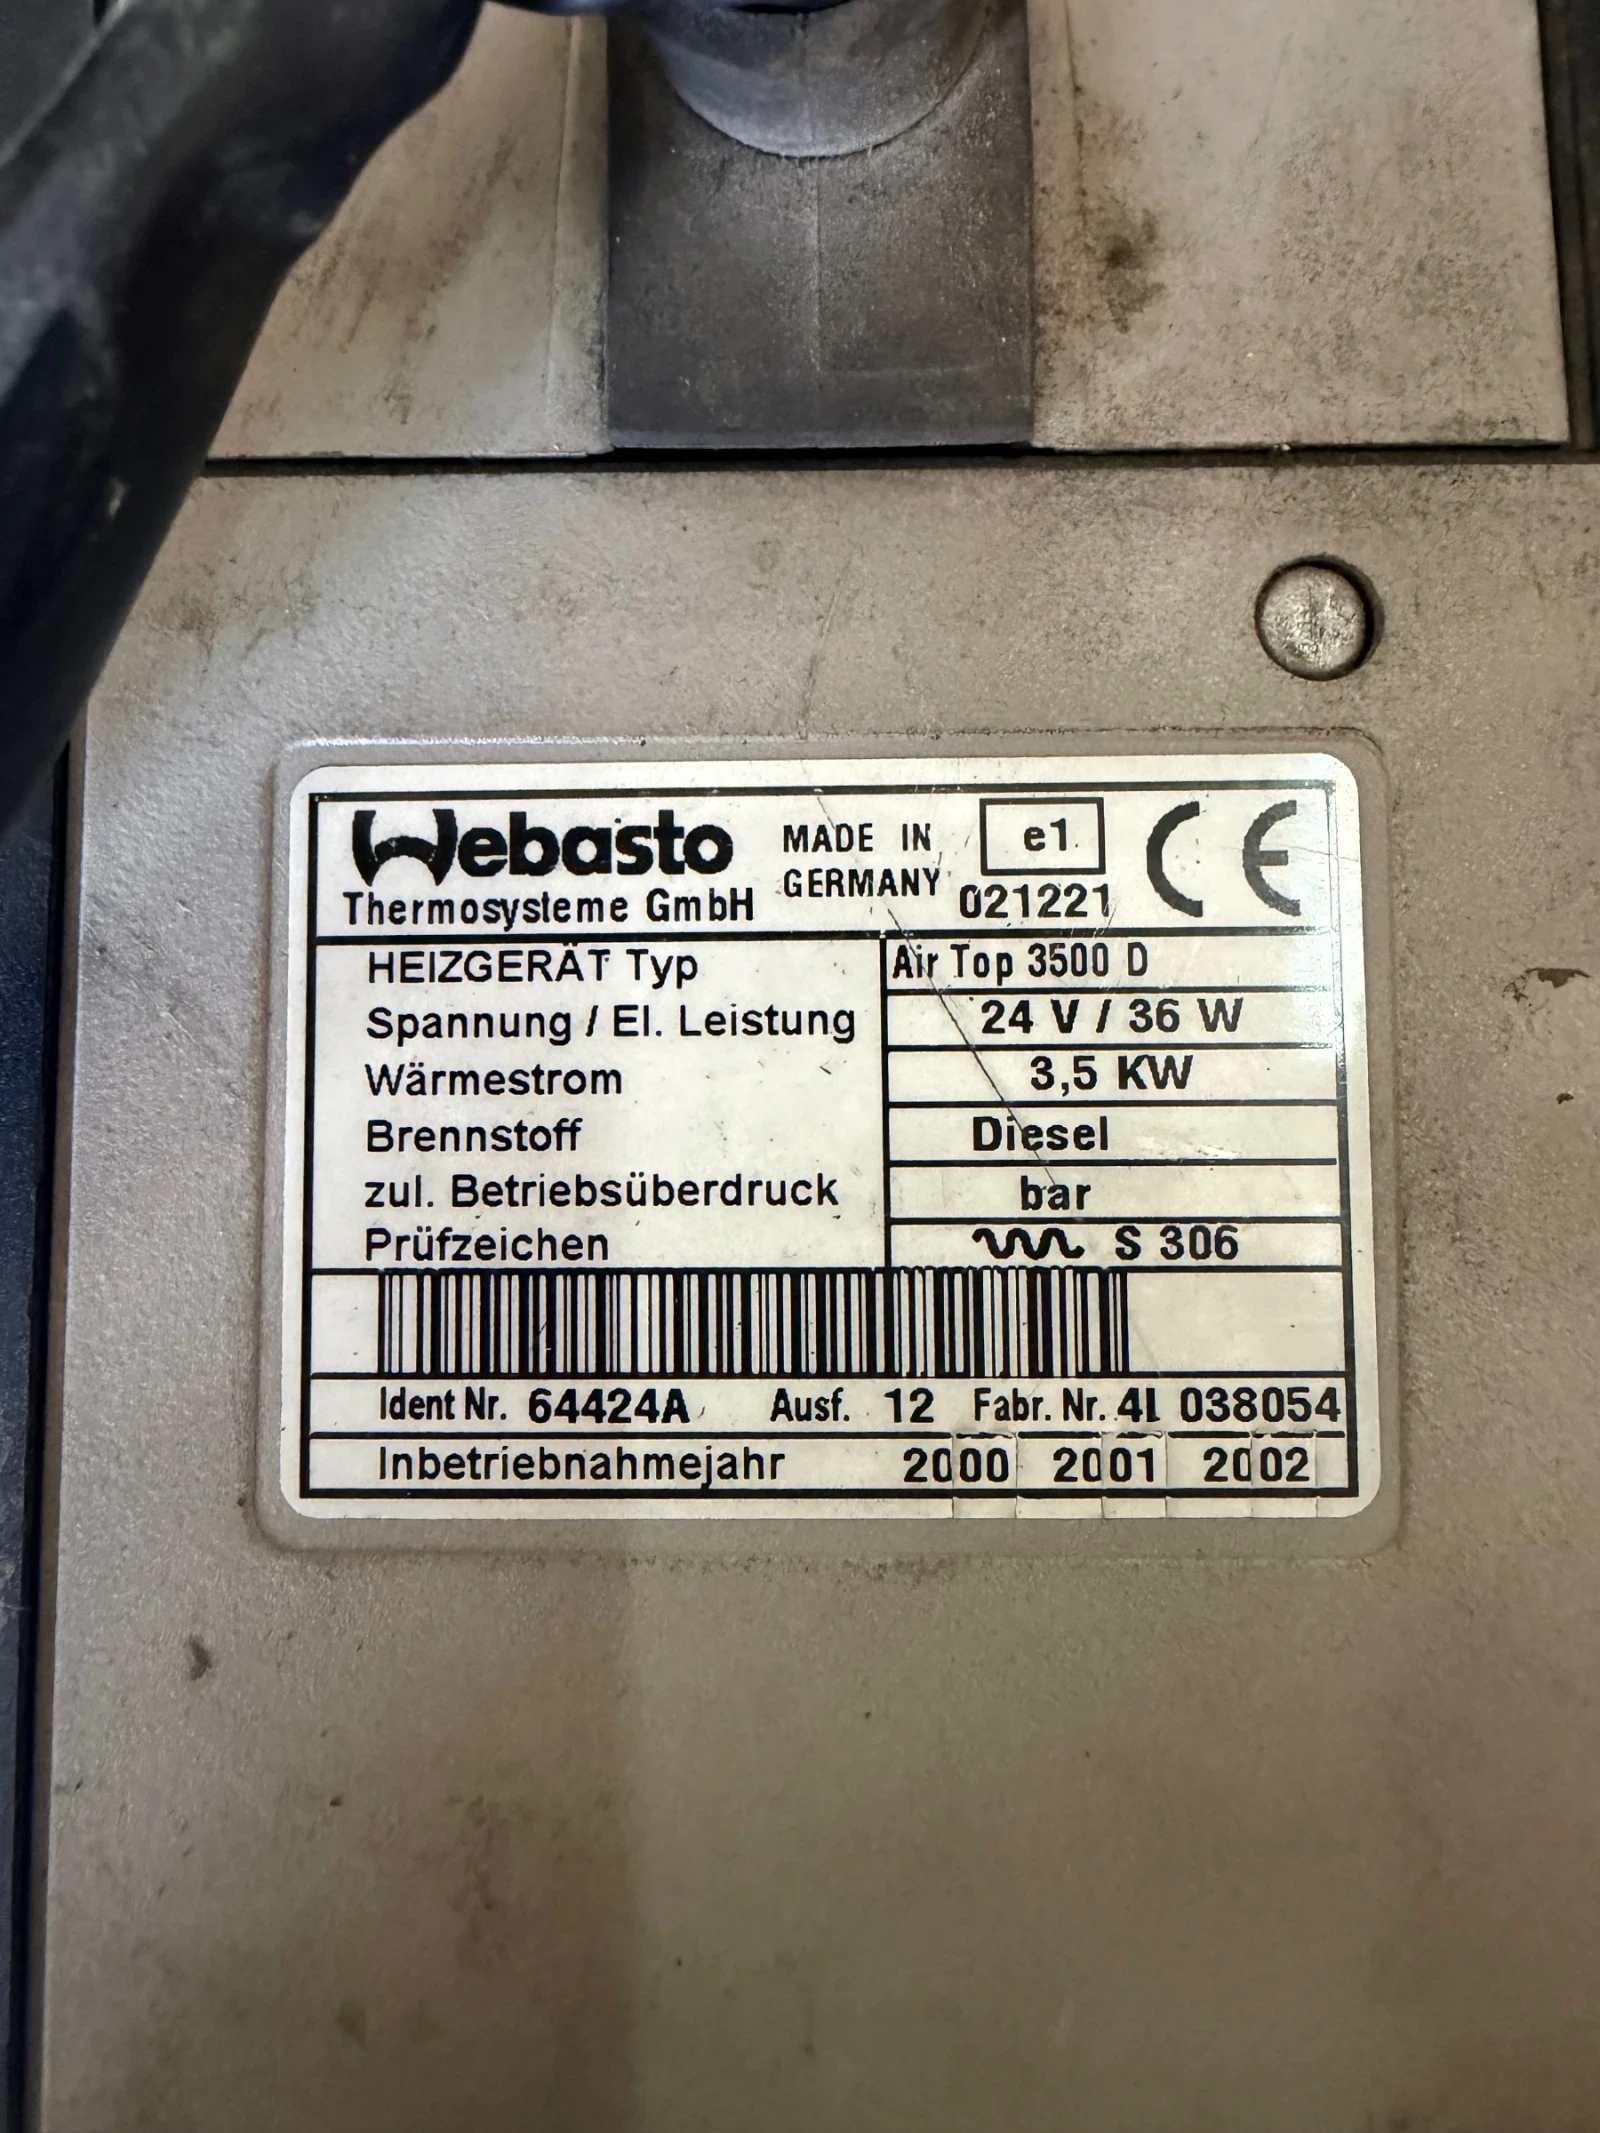 Webasto MADE IN e1 CE
Thermosysteme GmbH GERMANY 021221
HEIZGERÄT Typ Air Top 3500 D
Spannung / El. Leistung 24 V / 36 W
Wärmestrom 3,5 KW
Brennstoff Diesel
zul. Betriebsüberdruck bar
Prüfzeichen S 306
Ident Nr. 64424A Ausf. 12 Fabr. Nr. 4L 038054
Inbetriebnahmejahr 2000 2001 2002